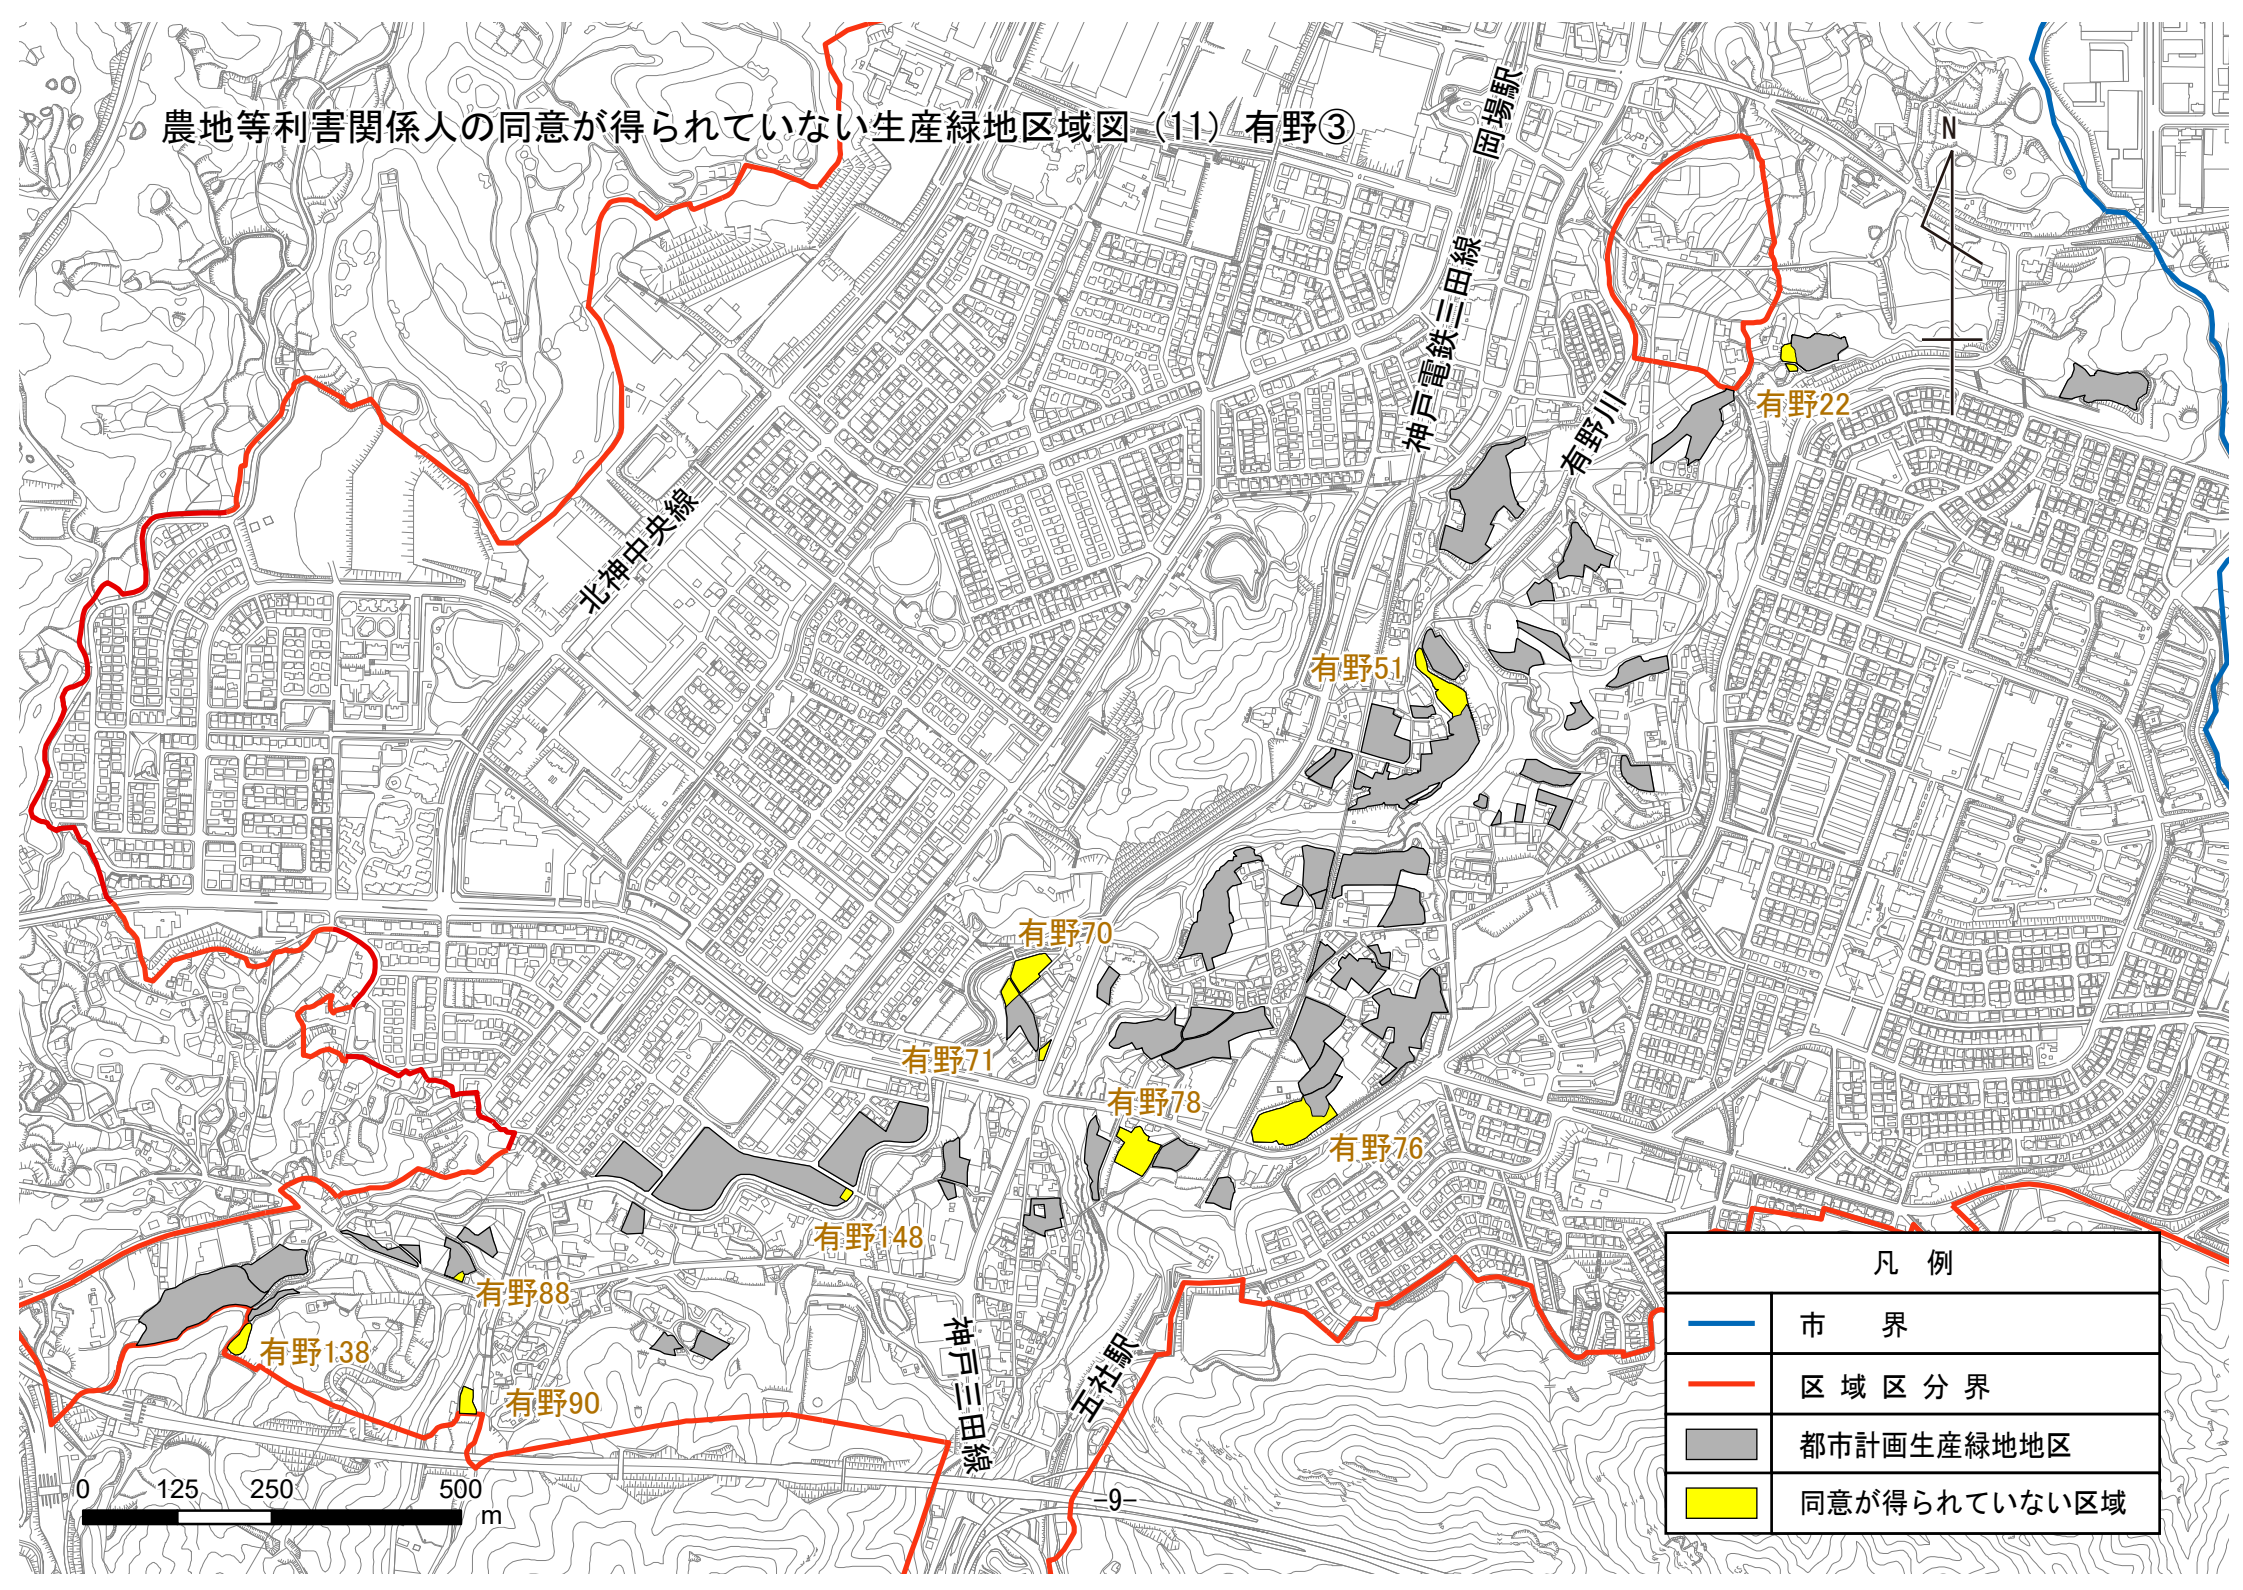 農地等利害関係人の同意が得られていない生産緑地区域図 (11) 有野③
岡場駅
N
神戸電鉄三田線
有野川
有野22
北神中央線
有野51
有野70
有野71
有野78
有野76
有野148
有野88
有野138
有野90
神戸三田線
五社駅
凡 例
市 界
区域区分界
都市計画生産緑地地区
同意が得られていない区域
0 125 250 500
m
-9-